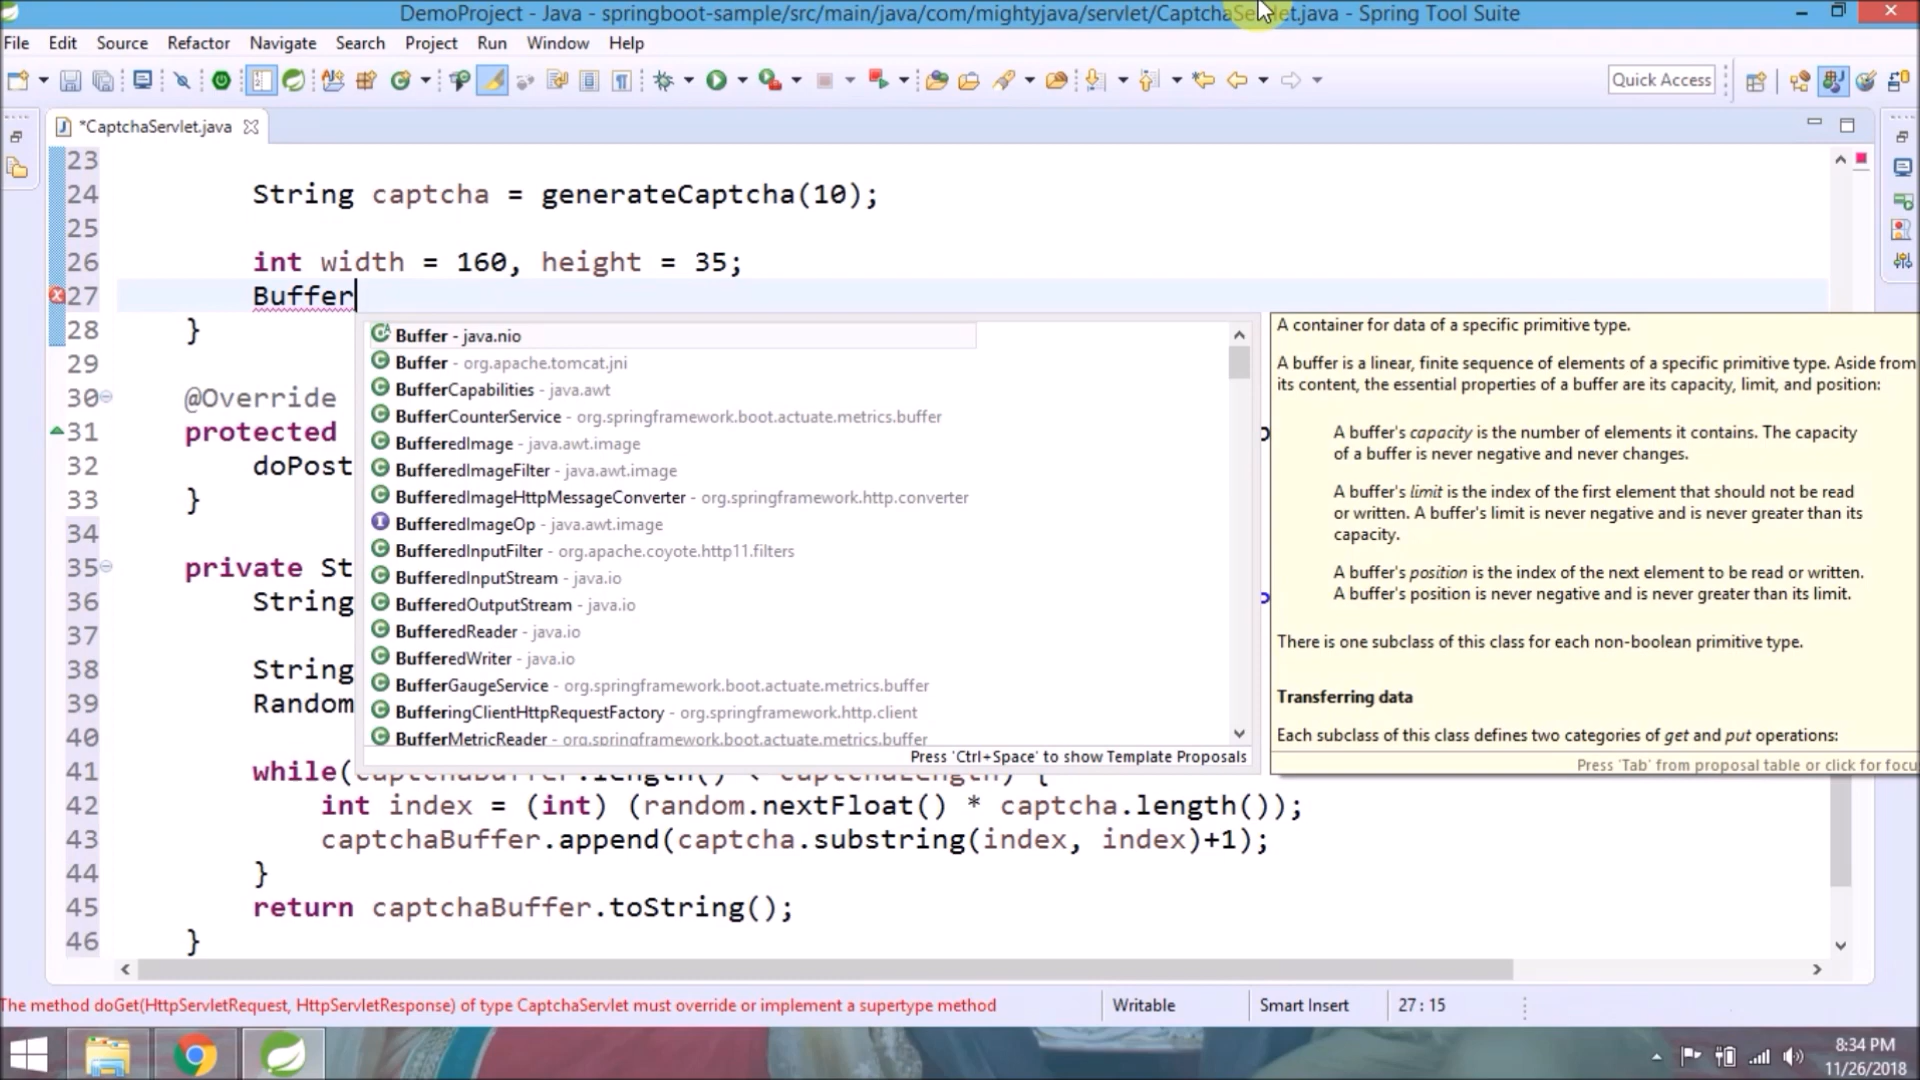 DemoProject - Java - springboot-sample/src/main/java/com/mightyjava/servlet/CaptchaServlet.java - Spring Tool Suite
File Edit Source Refactor Navigate Search Project Run Window Help
Quick Access
*CaptchaServlet.java
23
24 String captcha = generateCaptcha(10);
25
26 int width = 160, height = 35;
27 Buffer
28 }
29
30 @Override
31 protected
32 doPost
33 }
34
35 private St
36 String
37
38 String
39 Random
40
41 while(captchaBuffer.length() < captchaLength) {
42 int index = (int) (random.nextFloat() * captcha.length());
43 captchaBuffer.append(captcha.substring(index, index)+1);
44 }
45 return captchaBuffer.toString();
46 }
Buffer - java.nio
Buffer - org.apache.tomcat.jni
BufferCapabilities - java.awt
BufferCounterService - org.springframework.boot.actuate.metrics.buffer
BufferedImage - java.awt.image
BufferedImageFilter - java.awt.image
BufferedImageHttpMessageConverter - org.springframework.http.converter
BufferedImageOp - java.awt.image
BufferedInputFilter - org.apache.coyote.http11.filters
BufferedInputStream - java.io
BufferedOutputStream - java.io
BufferedReader - java.io
BufferedWriter - java.io
BufferGaugeService - org.springframework.boot.actuate.metrics.buffer
BufferingClientHttpRequestFactory - org.springframework.http.client
BufferMetricReader - org.springframework.boot.actuate.metrics.buffer
Press 'Ctrl+Space' to show Template Proposals
A container for data of a specific primitive type.
A buffer is a linear, finite sequence of elements of a specific primitive type. Aside from
its content, the essential properties of a buffer are its capacity, limit, and position:
A buffer's capacity is the number of elements it contains. The capacity
of a buffer is never negative and never changes.
A buffer's limit is the index of the first element that should not be read
or written. A buffer's limit is never negative and is never greater than its
capacity.
A buffer's position is the index of the next element to be read or written.
A buffer's position is never negative and is never greater than its limit.
There is one subclass of this class for each non-boolean primitive type.
Transferring data
Each subclass of this class defines two categories of get and put operations:
Press 'Tab' from proposal table or click for focu
The method doGet(HttpServletRequest, HttpServletResponse) of type CaptchaServlet must override or implement a supertype method
Writable
Smart Insert
27 : 15
8:34 PM
11/26/2018